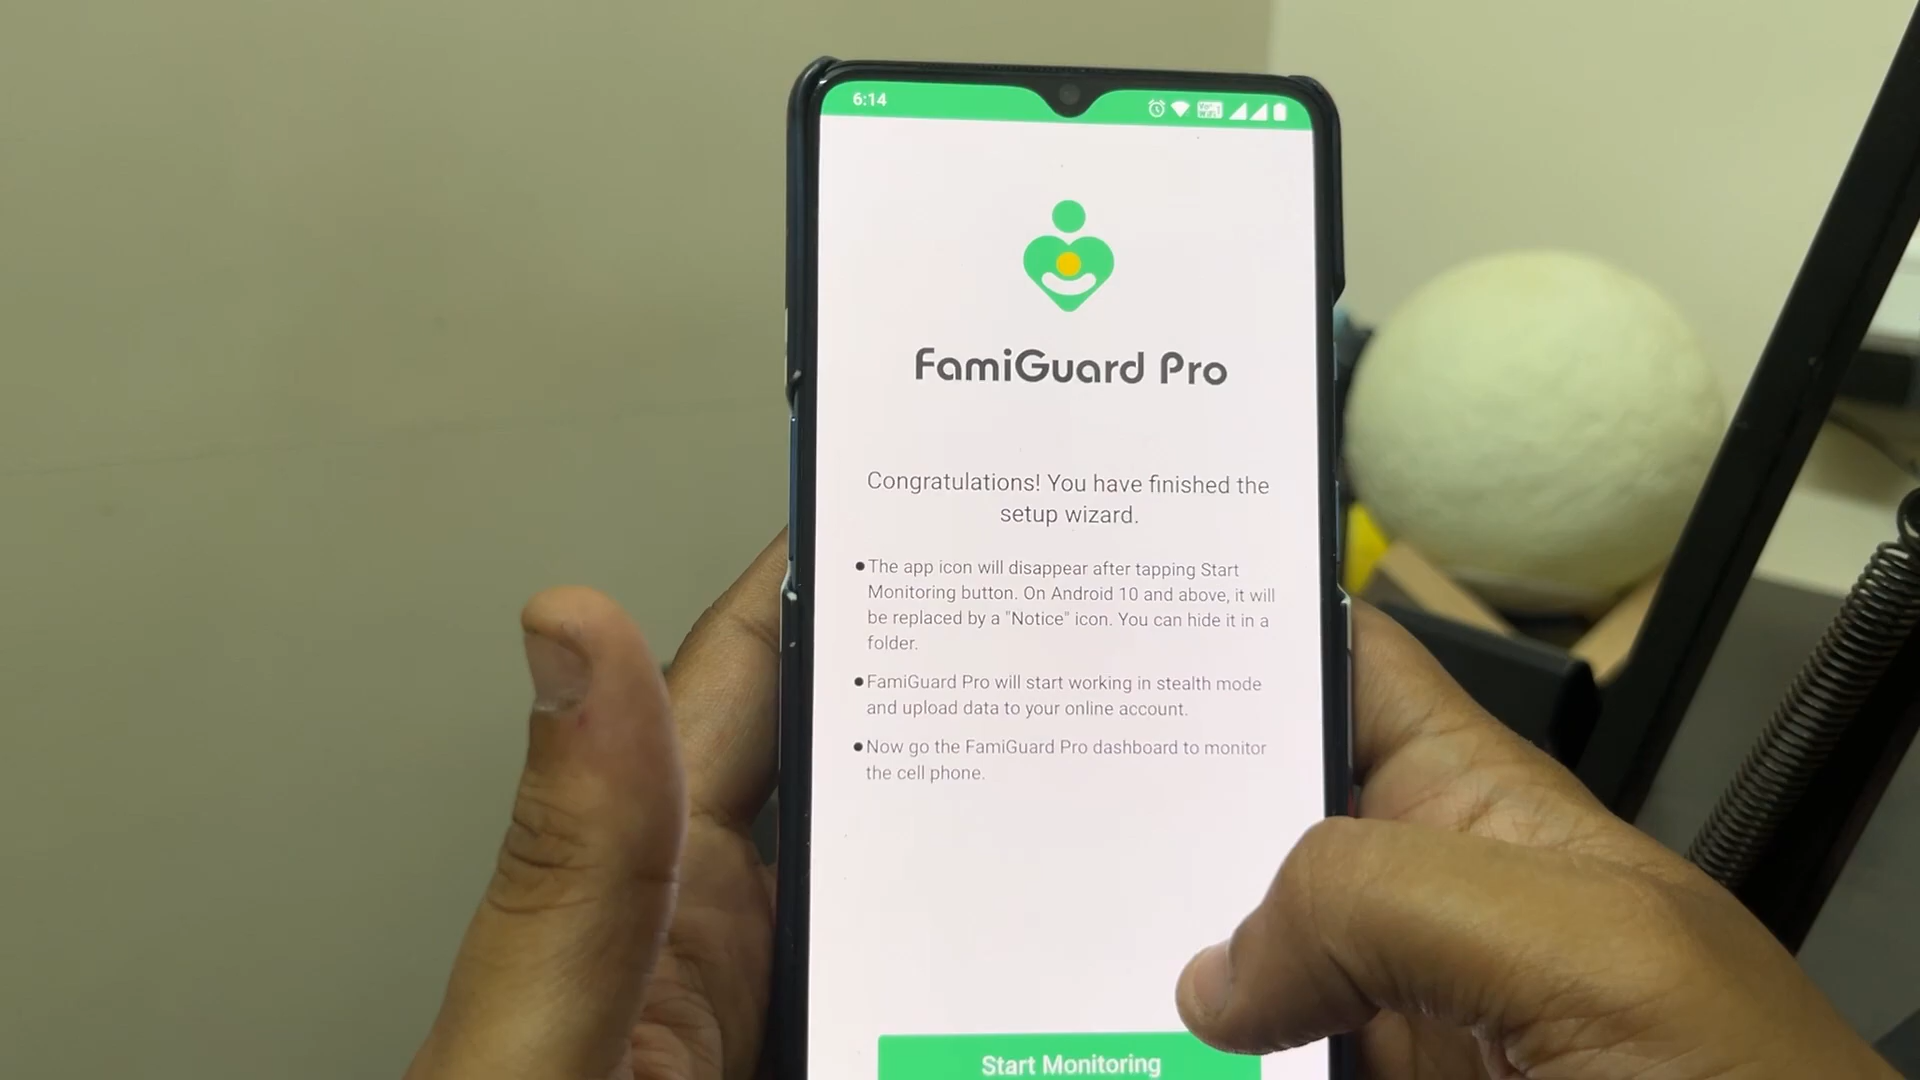 6:14
FamiGuard Pro
Congratulations! You have finished the
setup wizard.
● The app icon will disappear after tapping Start
Monitoring button. On Android 10 and above, it will
be replaced by a "Notice" icon. You can hide it in a
folder.
● FamiGuard Pro will start working in stealth mode
and upload data to your online account.
● Now go the FamiGuard Pro dashboard to monitor
the cell phone.
Start Monitoring